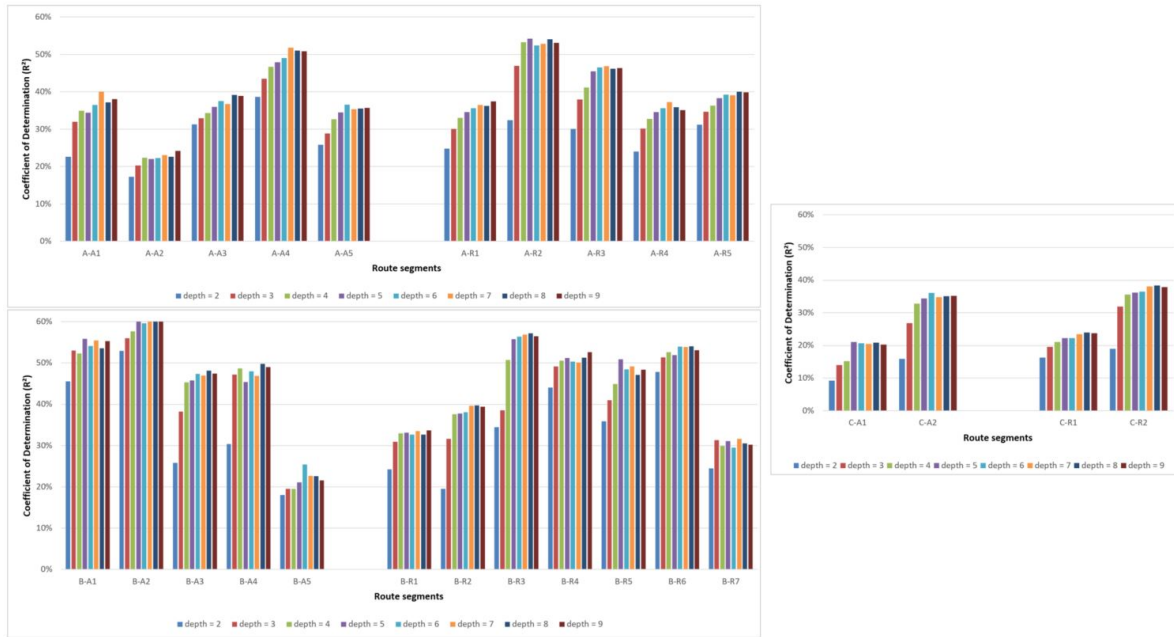 60%
50%
40%
30%
20%
10%
0%
Coefficient of Determination (R²)
A-A1 A-A2 A-A3 A-A4 A-A5 A-R1 A-R2 A-R3 A-R4 A-R5
Route segments
depth = 2 depth = 3 depth = 4 depth = 5 depth = 6 depth = 7 depth = 8 depth = 9
60%
50%
40%
30%
20%
10%
0%
Coefficient of Determination (R²)
B-A1 B-A2 B-A3 B-A4 B-A5 B-R1 B-R2 B-R3 B-R4 B-R5 B-R6 B-R7
Route segments
depth = 2 depth = 3 depth = 4 depth = 5 depth = 6 depth = 7 depth = 8 depth = 9
60%
50%
40%
30%
20%
10%
0%
Coefficient of Determination (R²)
C-A1 C-A2 C-R1 C-R2
Route segments
depth = 2 depth = 3 depth = 4 depth = 5 depth = 6 depth = 7 depth = 8 depth = 9